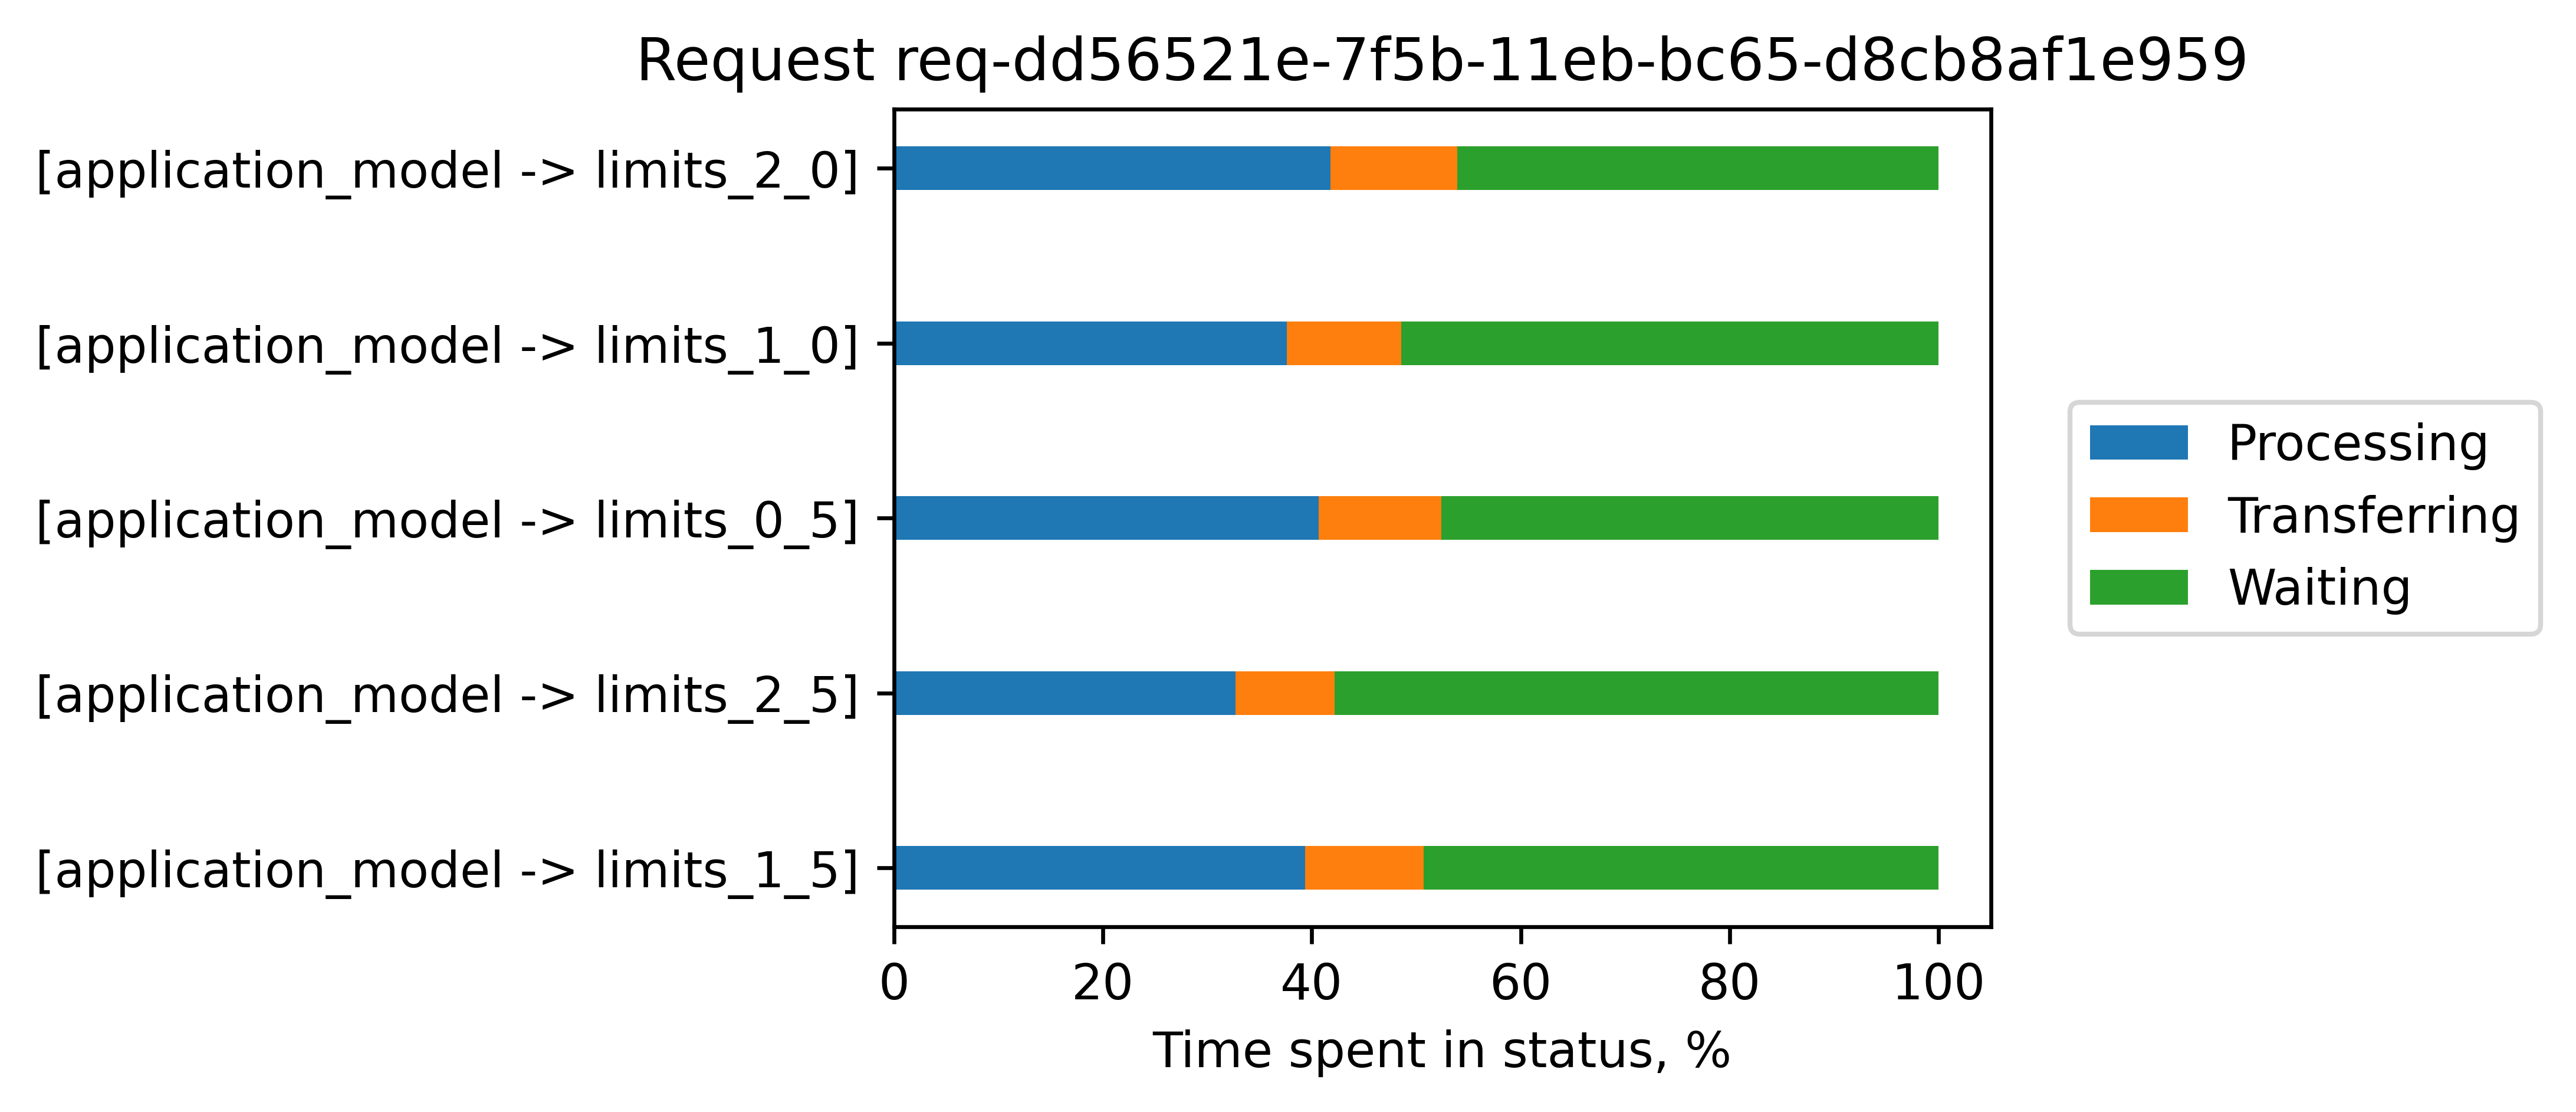 Request req-dd56521e-7f5b-11eb-bc65-d8cb8af1e959
[application_model -> limits_2_0]
[application_model -> limits_1_0]
[application_model -> limits_0_5]
[application_model -> limits_2_5]
[application_model -> limits_1_5]
0 20 40 60 80 100
Time spent in status, %
Processing
Transferring
Waiting